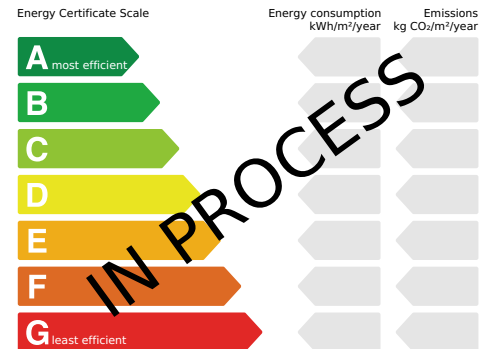 Energy Certificate Scale
Energy consumption
kWh/m²/year
Emissions
kg CO₂/m²/year
A most efficient
B
C
D
E
F
G least efficient
IN PROCESS